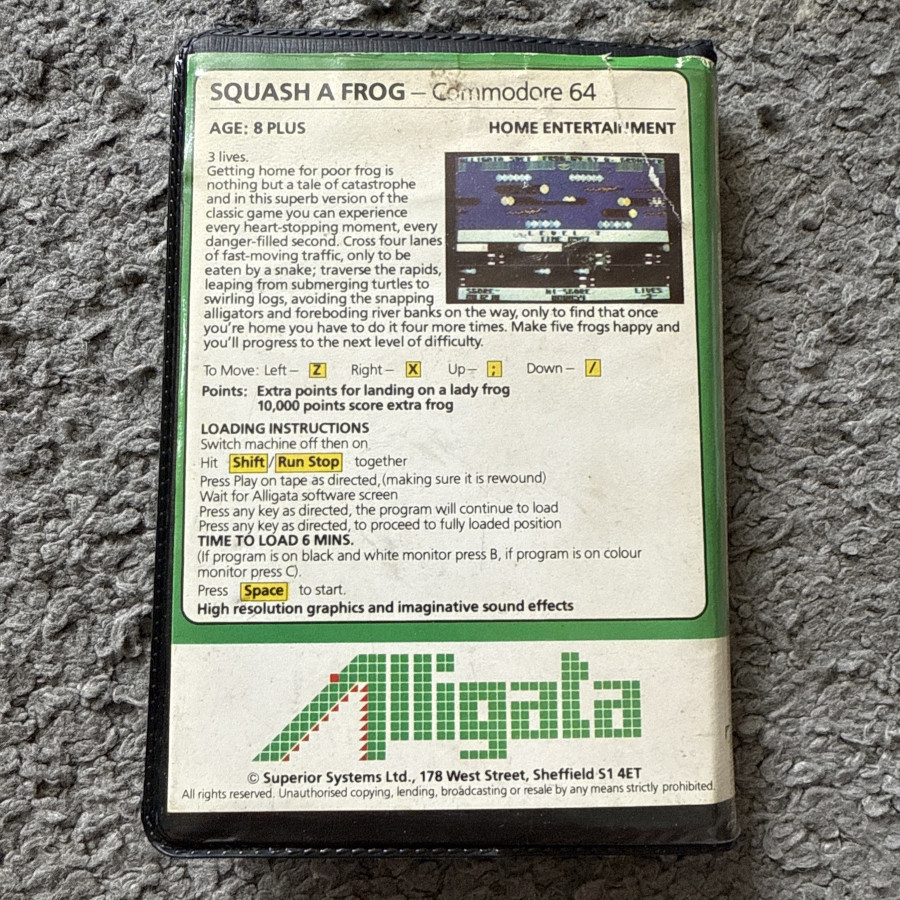 SQUASH A FROG – Commodore 64
AGE: 8 PLUS
HOME ENTERTAINMENT
3 lives.
Getting home for poor frog is
nothing but a tale of catastrophe
and in this superb version of the
classic game you can experience
every heart-stopping moment, every
danger-filled second. Cross four lanes
of fast-moving traffic, only to be
eaten by a snake; traverse the rapids,
leaping from submerging turtles to
swirling logs, avoiding the snapping
alligators and foreboding river banks on the way, only to find that once
you're home you have to do it four more times. Make five frogs happy and
you'll progress to the next level of difficulty.
LEVEL
TIME
SCORE
HI-SCORE
LIVES
To Move: Left – Z Right – X Up – ; Down – /
Points: Extra points for landing on a lady frog
10,000 points score extra frog
LOADING INSTRUCTIONS
Switch machine off then on
Hit Shift/Run Stop together
Press Play on tape as directed, (making sure it is rewound)
Wait for Alligata software screen
Press any key as directed, the program will continue to load
Press any key as directed, to proceed to fully loaded position
TIME TO LOAD 6 MINS.
(If program is on black and white monitor press B, if program is on colour
monitor press C).
Press Space to start.
High resolution graphics and imaginative sound effects
Alligata
© Superior Systems Ltd., 178 West Street, Sheffield S1 4ET
All rights reserved. Unauthorised copying, lending, broadcasting or resale by any means strictly prohibited.